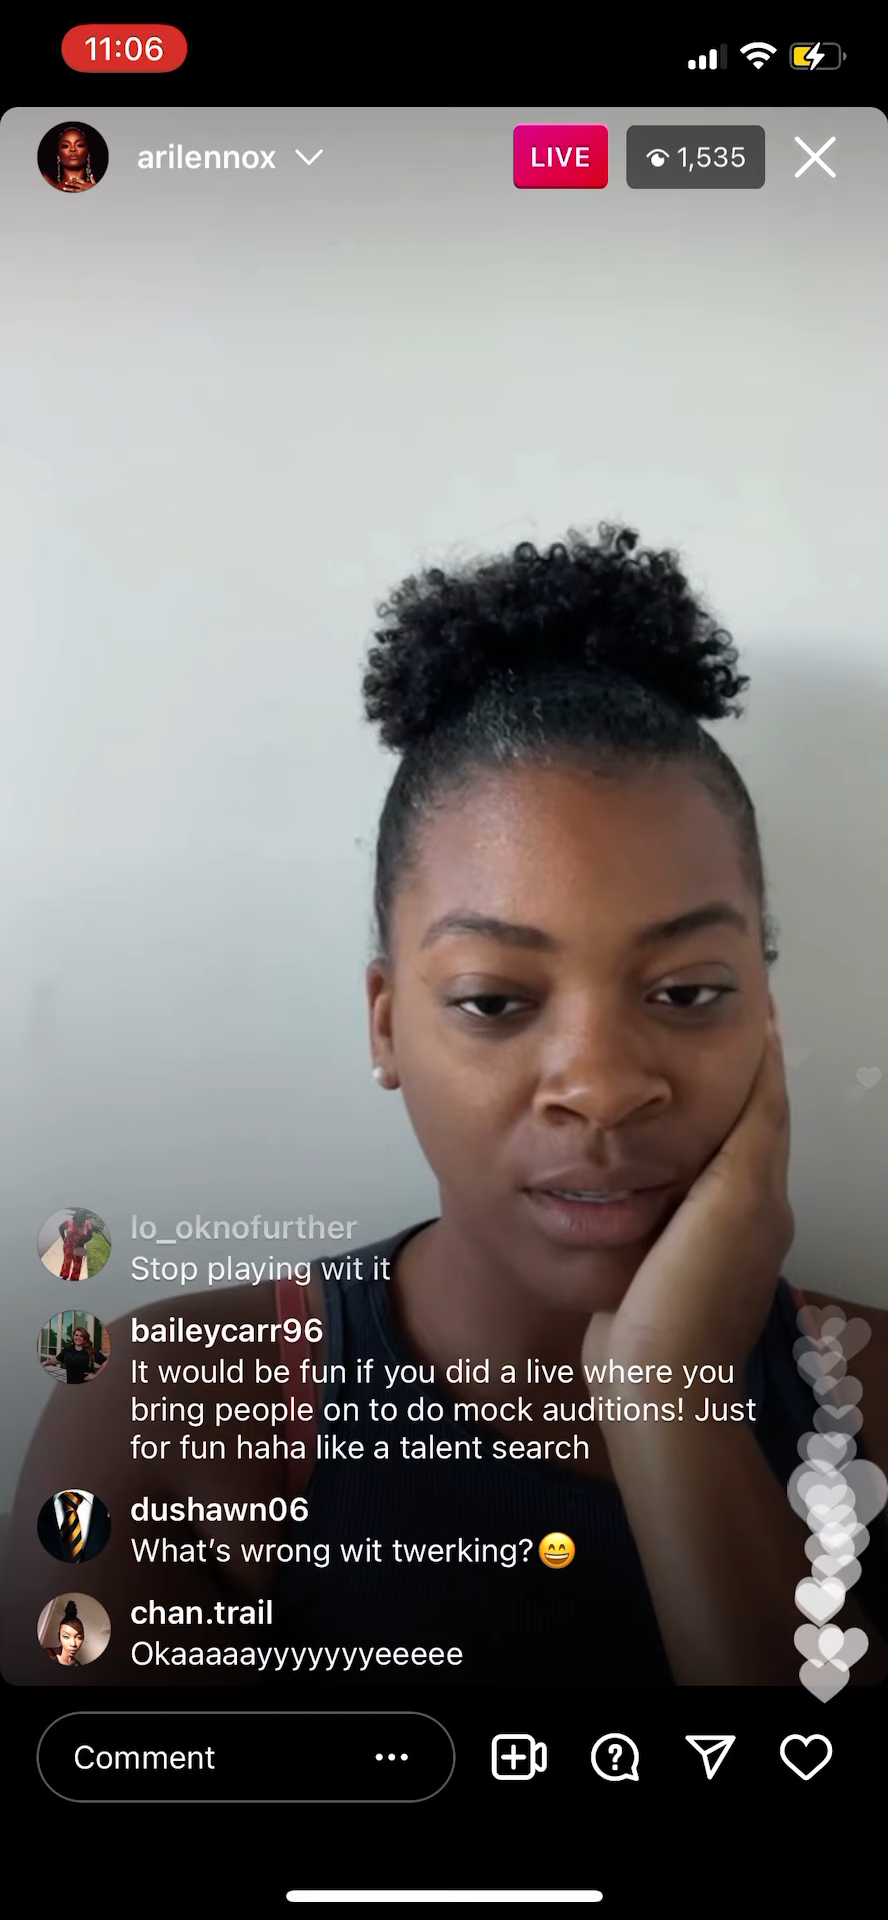 11:06
arilennox
LIVE
1,535
lo_oknofurther
Stop playing wit it
baileycarr96
It would be fun if you did a live where you
bring people on to do mock auditions! Just
for fun haha like a talent search
dushawn06
What's wrong wit twerking?😄
chan.trail
Okaaaaayyyyyyyeeeee
Comment